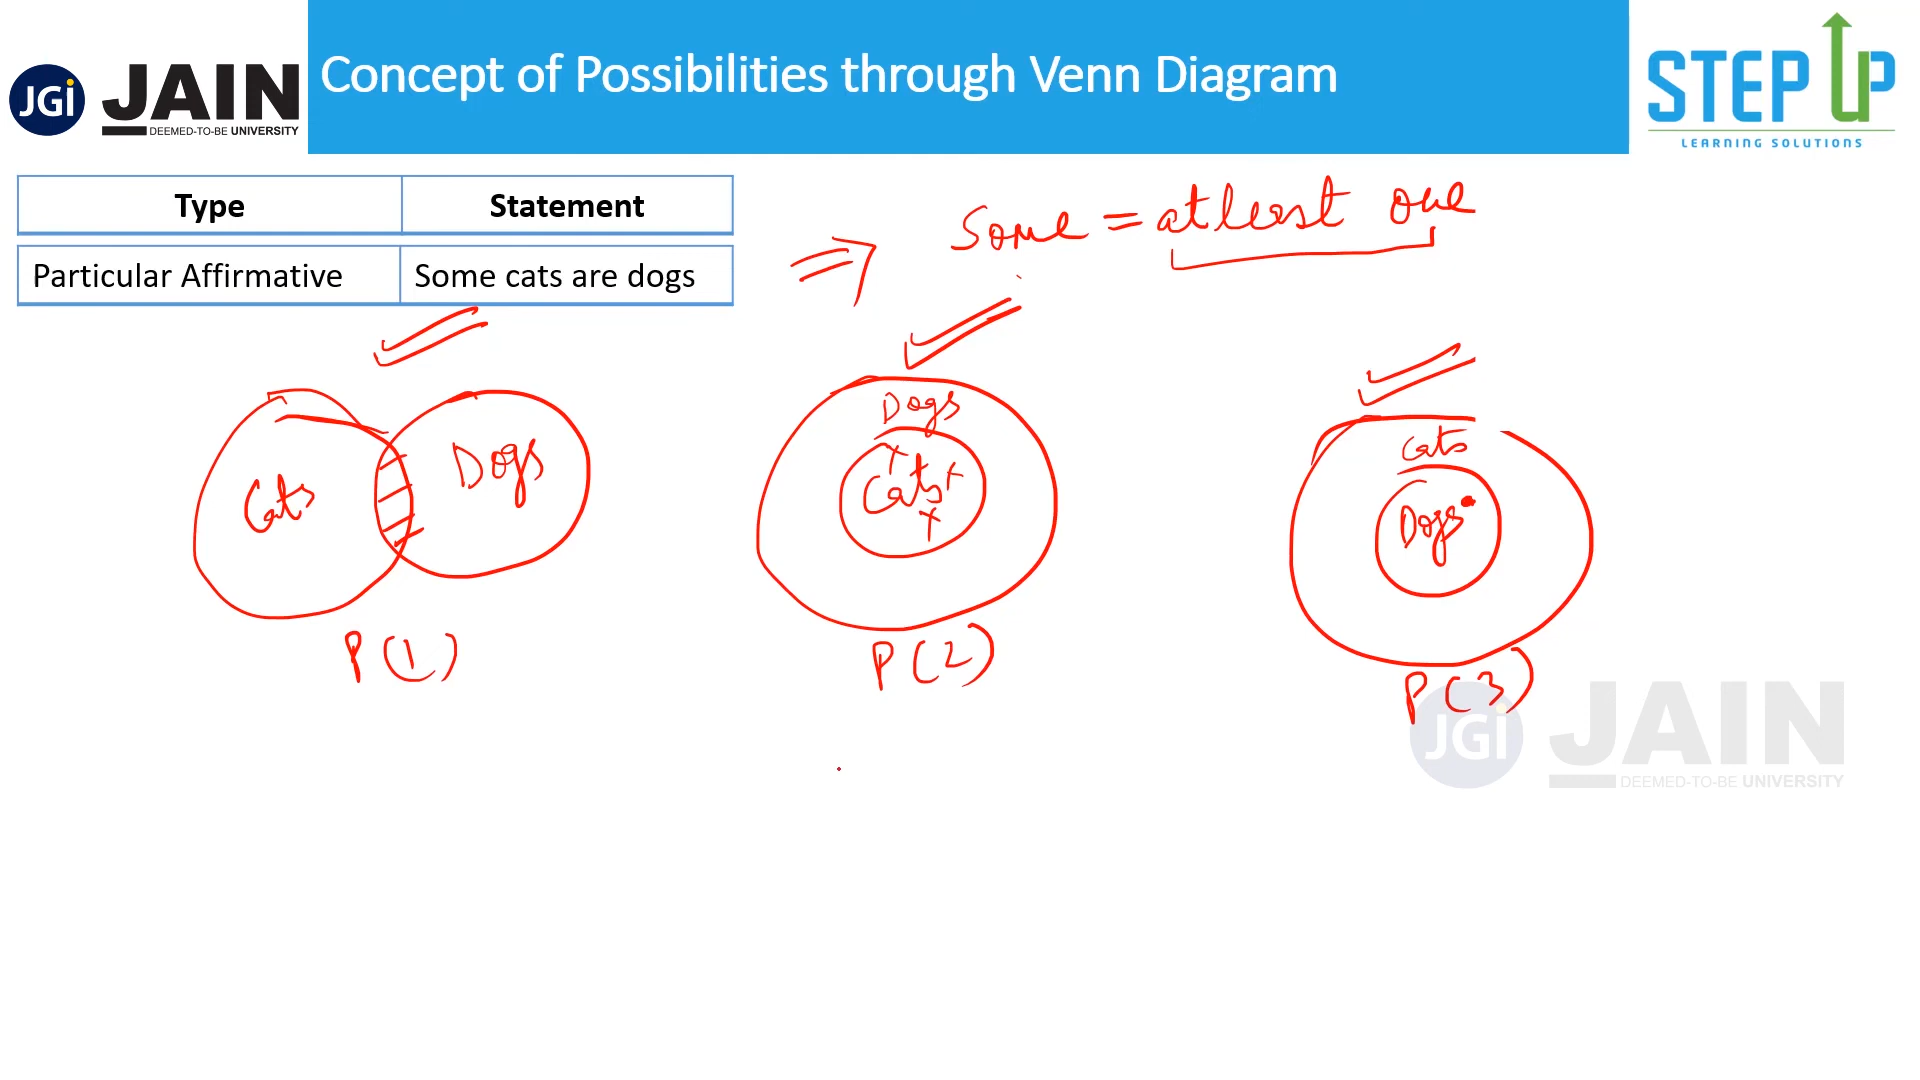 JGi JAIN
DEEMED-TO-BE UNIVERSITY
Concept of Possibilities through Venn Diagram
STEP UP
LEARNING SOLUTIONS
Type Statement
Particular Affirmative Some cats are dogs
Some = atleast one
Cats Dogs
P(1)
Dogs
Cats
P(2)
Cats
Dogs
P(3)
JGi JAIN
DEEMED-TO-BE UNIVERSITY